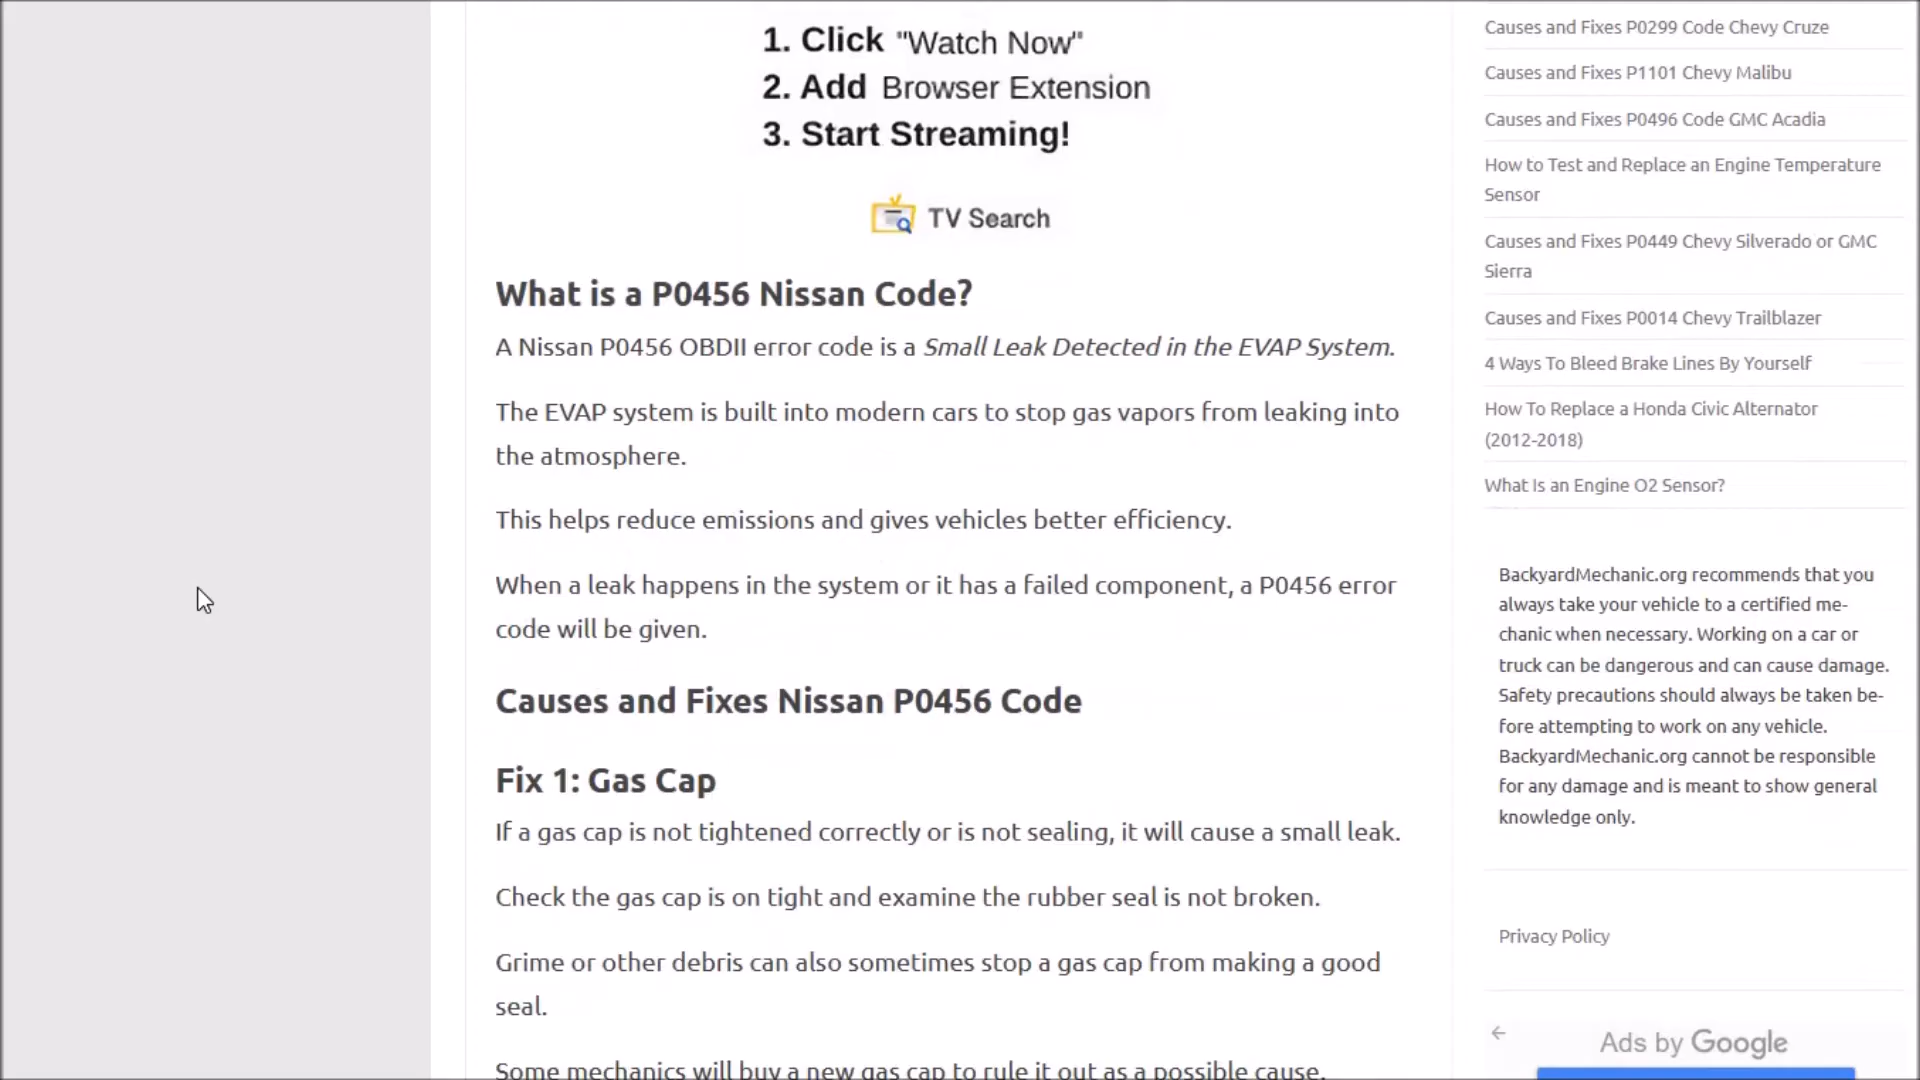 1. Click "Watch Now"
2. Add Browser Extension
3. Start Streaming!
TV Search
What is a P0456 Nissan Code?
A Nissan P0456 OBDII error code is a Small Leak Detected in the EVAP System.
The EVAP system is built into modern cars to stop gas vapors from leaking into
the atmosphere.
This helps reduce emissions and gives vehicles better efficiency.
When a leak happens in the system or it has a failed component, a P0456 error
code will be given.
Causes and Fixes Nissan P0456 Code
Fix 1: Gas Cap
If a gas cap is not tightened correctly or is not sealing, it will cause a small leak.
Check the gas cap is on tight and examine the rubber seal is not broken.
Grime or other debris can also sometimes stop a gas cap from making a good
seal.
Some mechanics will buy a new gas cap to rule it out as a possible cause.
Causes and Fixes P0299 Code Chevy Cruze
Causes and Fixes P1101 Chevy Malibu
Causes and Fixes P0496 Code GMC Acadia
How to Test and Replace an Engine Temperature
Sensor
Causes and Fixes P0449 Chevy Silverado or GMC
Sierra
Causes and Fixes P0014 Chevy Trailblazer
4 Ways To Bleed Brake Lines By Yourself
How To Replace a Honda Civic Alternator
(2012-2018)
What Is an Engine O2 Sensor?
BackyardMechanic.org recommends that you
always take your vehicle to a certified me-
chanic when necessary. Working on a car or
truck can be dangerous and can cause damage.
Safety precautions should always be taken be-
fore attempting to work on any vehicle.
BackyardMechanic.org cannot be responsible
for any damage and is meant to show general
knowledge only.
Privacy Policy
Ads by Google